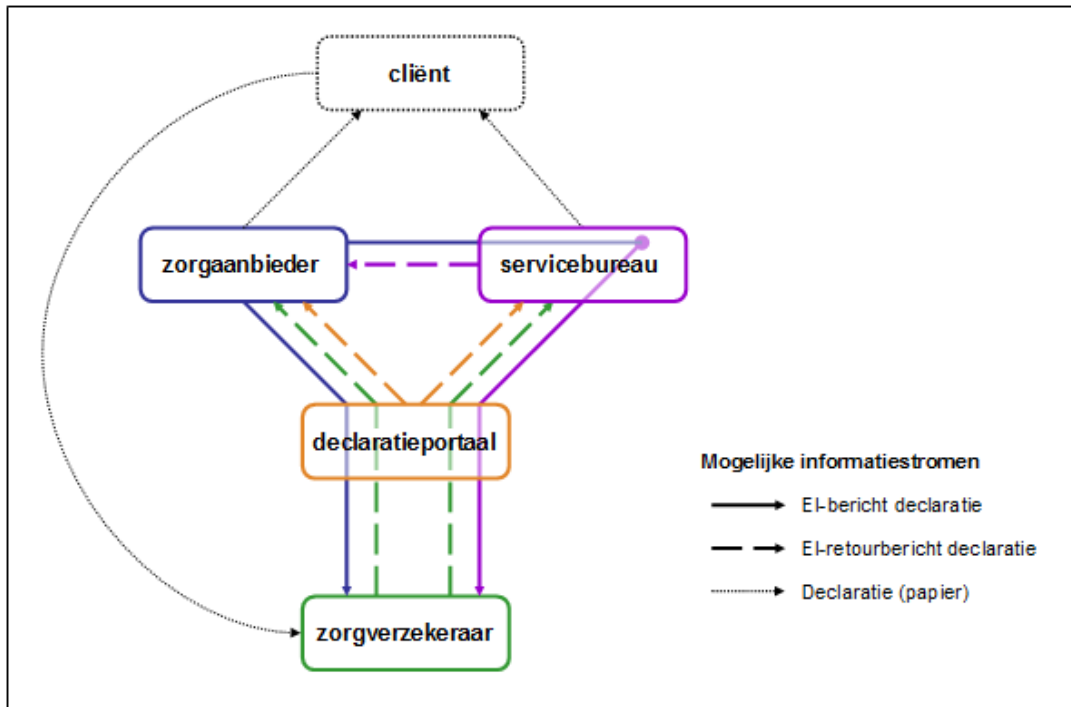 cliënt
zorgaanbieder
servicebureau
declaratieportaal
zorgverzekeraar
Mogelijke informatiestromen
EI-bericht declaratie
EI-retourbericht declaratie
Declaratie (papier)